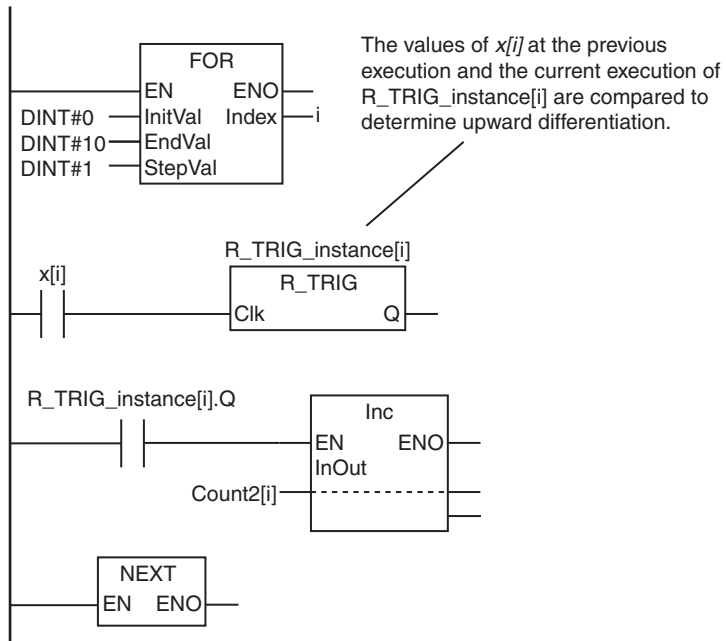 FOR
EN ENO
DINT#0 InitVal Index i
DINT#10 EndVal
DINT#1 StepVal
The values of x[i] at the previous
execution and the current execution of
R_TRIG_instance[i] are compared to
determine upward differentiation.
R_TRIG_instance[i]
x[i] R_TRIG
Clk Q
R_TRIG_instance[i].Q
Inc
EN ENO
InOut
Count2[i]
NEXT
EN ENO